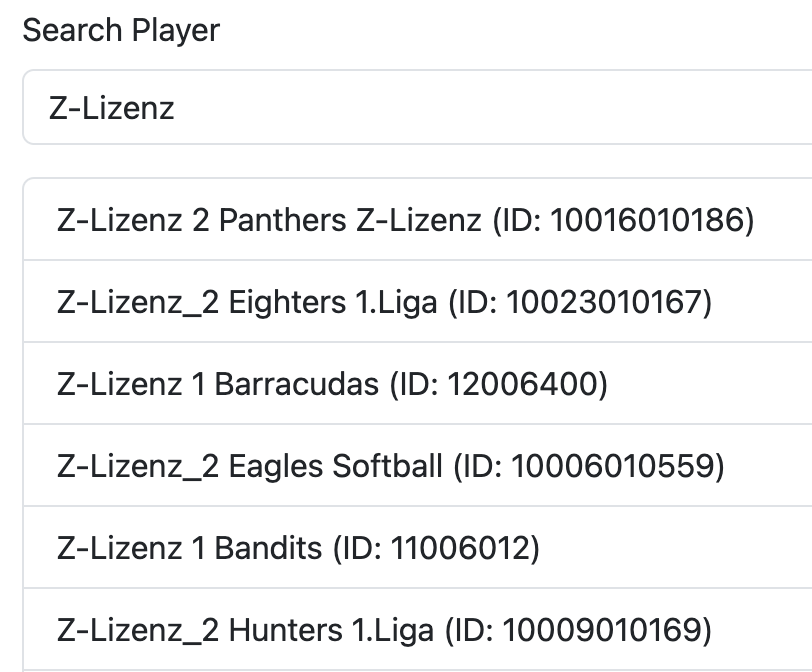 Search Player
Z-Lizenz
Z-Lizenz 2 Panthers Z-Lizenz (ID: 10016010186)
Z-Lizenz_2 Eighters 1.Liga (ID: 10023010167)
Z-Lizenz 1 Barracudas (ID: 12006400)
Z-Lizenz_2 Eagles Softball (ID: 10006010559)
Z-Lizenz 1 Bandits (ID: 11006012)
Z-Lizenz_2 Hunters 1.Liga (ID: 10009010169)